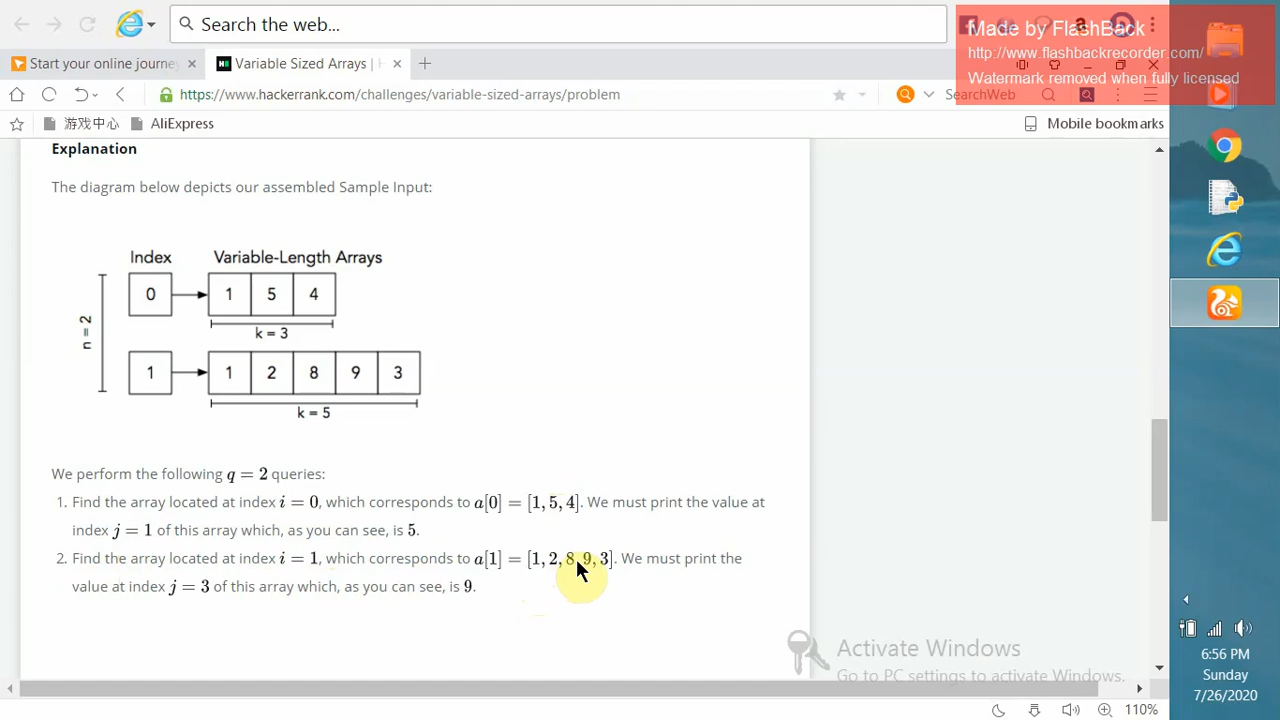 Search the web...
Made by FlashBack
http://www.flashbackrecorder.com/
Watermark removed when fully licensed
Start your online journey
Variable Sized Arrays | H
https://www.hackerrank.com/challenges/variable-sized-arrays/problem
SearchWeb
游戏中心
AliExpress
Mobile bookmarks
Explanation
The diagram below depicts our assembled Sample Input:
Index Variable-Length Arrays
0 1 5 4
k = 3
n = 2
1 1 2 8 9 3
k = 5
We perform the following q = 2 queries:
1. Find the array located at index i = 0, which corresponds to a[0] = [1, 5, 4]. We must print the value at
index j = 1 of this array which, as you can see, is 5.
2. Find the array located at index i = 1, which corresponds to a[1] = [1, 2, 8, 9, 3]. We must print the
value at index j = 3 of this array which, as you can see, is 9.
Activate Windows
Go to PC settings to activate Windows.
6:56 PM
Sunday
7/26/2020
110%